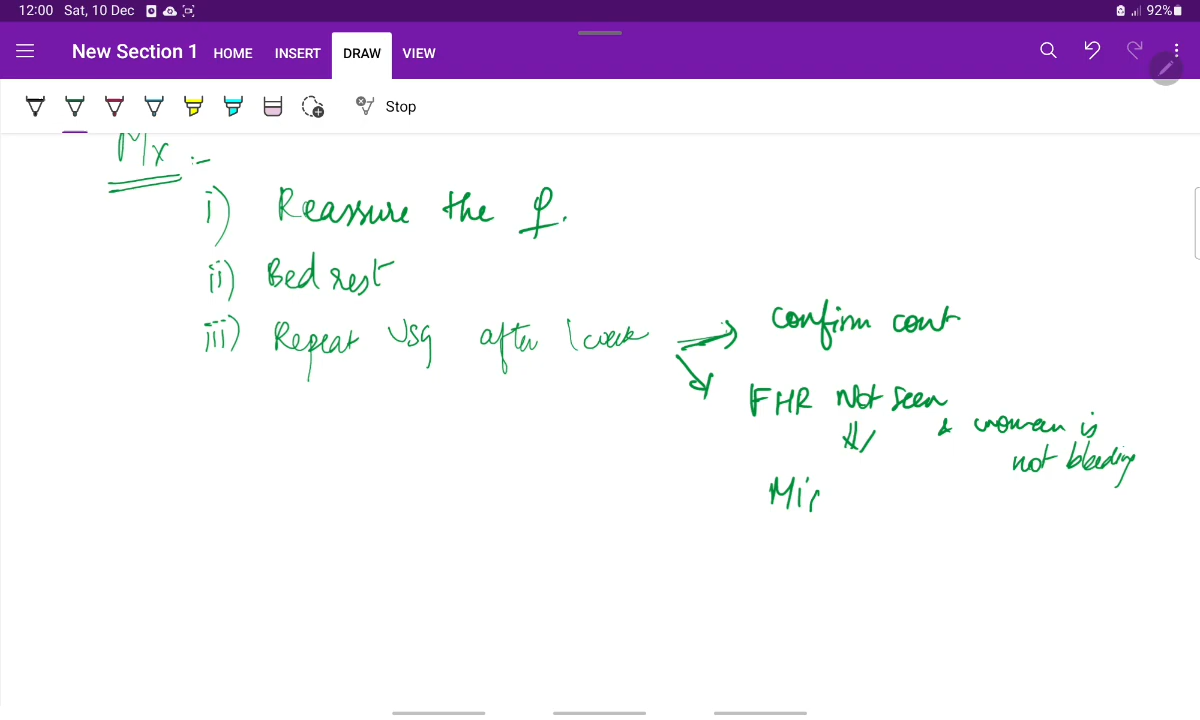 12:00 Sat, 10 Dec 92%
New Section 1 HOME INSERT DRAW VIEW
Stop
Mx :-
i) Reassure the ♀.
ii) Bed rest
iii) Repeat USG after 1 week
Confirm cont
FHR Not seen
& woman is
not bleeding
Mis